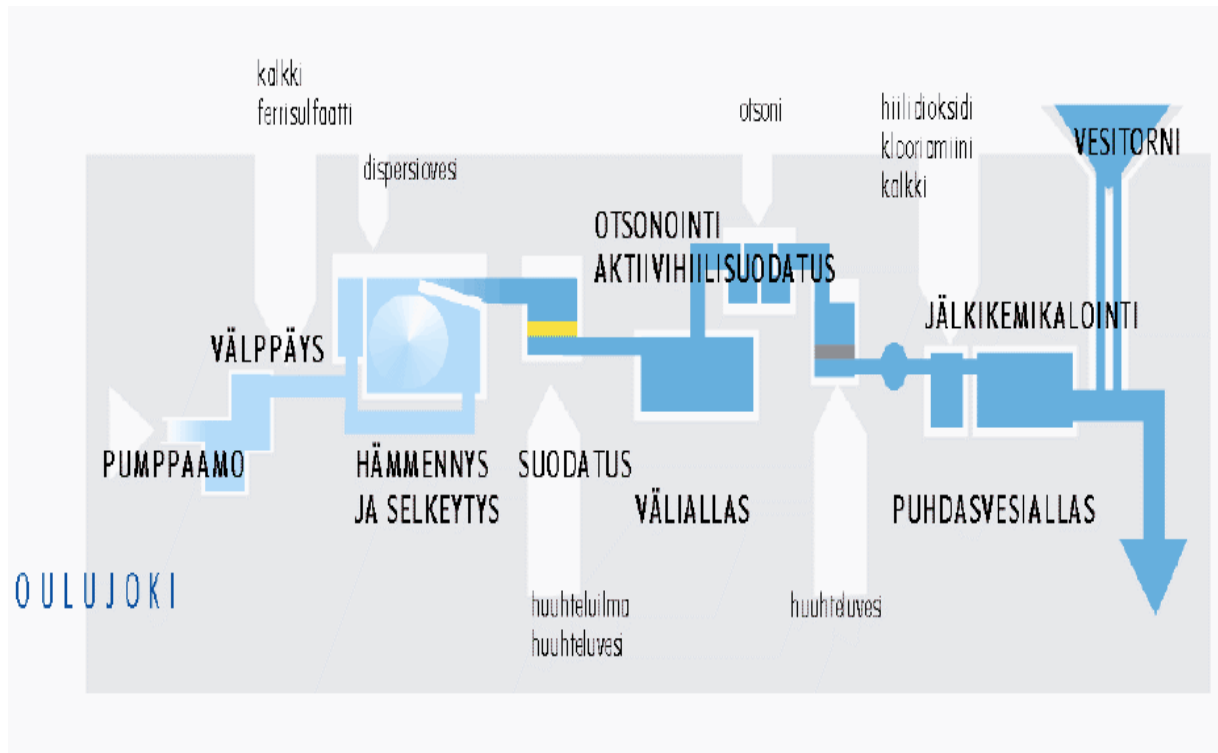 kalkki
ferrisulfaatti
dispersiovesi
otsoni
hiilidioksidi
klooriamiini
kalkki
VESITORNI
OTSONOINTI
AKTIIVIHIILISUODATUS
JÄLKIKEMIKALOINTI
VÄLPPÄYS
PUMPPAAMO
HÄMMENNYS
JA SELKEYTYS
SUODATUS
VÄLIALLAS
PUHDASVESIALLAS
OULUJOKI
huuhteluilma
huuhteluvesi
huuhteluvesi